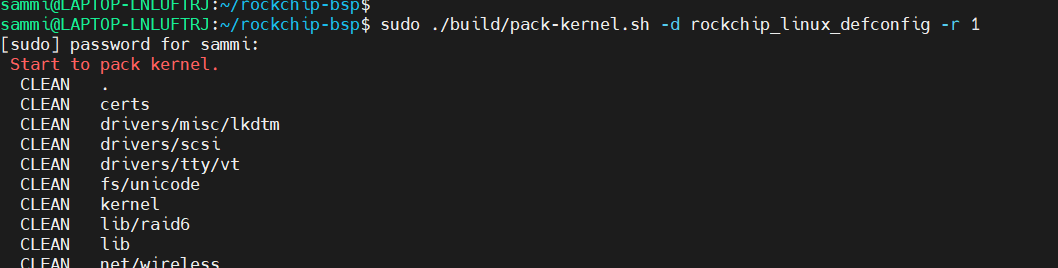 sammi@LAPTOP-LNLUFTRJ:~/rockchip-bsp$
sammi@LAPTOP-LNLUFTRJ:~/rockchip-bsp$ sudo ./build/pack-kernel.sh -d rockchip_linux_defconfig -r 1
[sudo] password for sammi:
Start to pack kernel.
CLEAN .
CLEAN certs
CLEAN drivers/misc/lkdtm
CLEAN drivers/scsi
CLEAN drivers/tty/vt
CLEAN fs/unicode
CLEAN kernel
CLEAN lib/raid6
CLEAN lib
CLEAN net/wireless